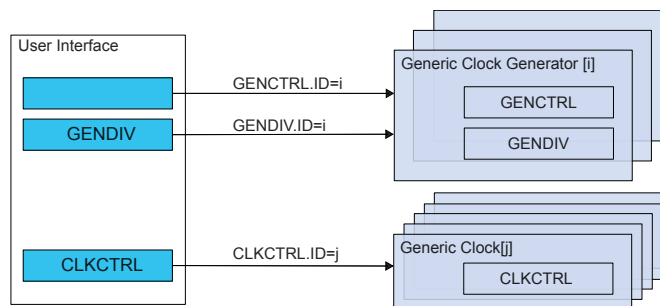 User Interface
Generic Clock Generator [i]
GENCTRL.ID=i
GENCTRL
GENDIV
GENDIV.ID=i
GENDIV
CLKCTRL
CLKCTRL.ID=j
Generic Clock[j]
CLKCTRL